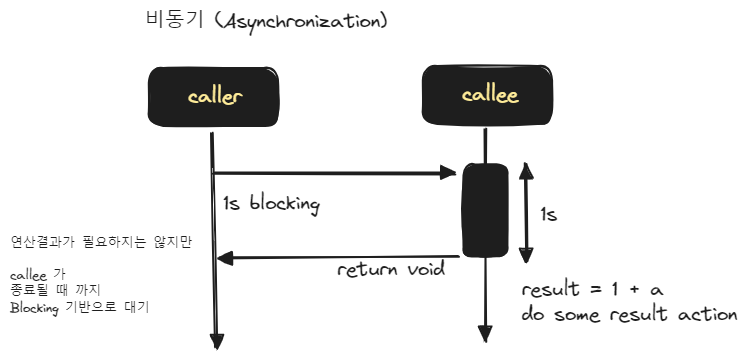 비동기 (Asynchronization)
caller
callee
1s blocking
1s
연산결과가 필요하지는 않지만
callee 가
종료될 때 까지
Blocking 기반으로 대기
return void
result = 1 + a
do some result action